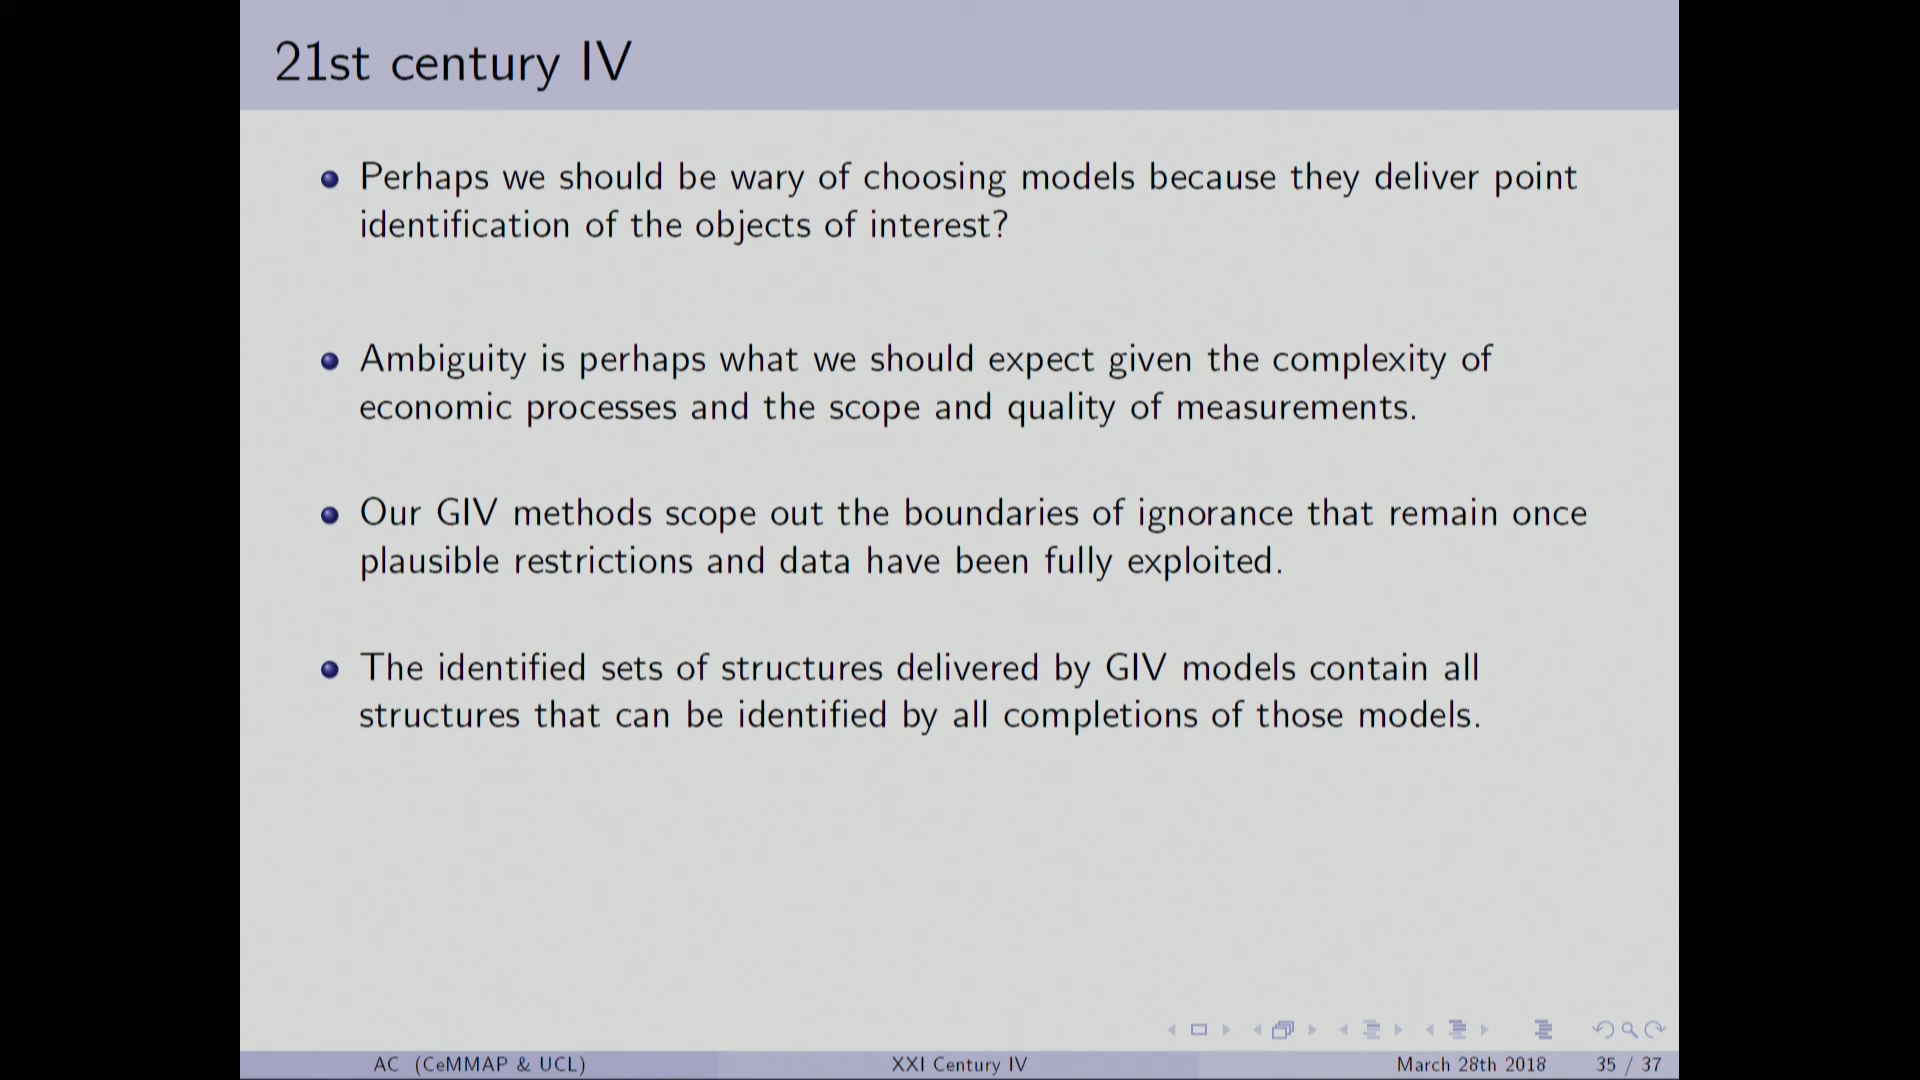 21st century IV
Perhaps we should be wary of choosing models because they deliver point
identification of the objects of interest?
Ambiguity is perhaps what we should expect given the complexity of
economic processes and the scope and quality of measurements.
Our GIV methods scope out the boundaries of ignorance that remain once
plausible restrictions and data have been fully exploited.
The identified sets of structures delivered by GIV models contain all
structures that can be identified by all completions of those models.
AC (CeMMAP & UCL) XXI Century IV March 28th 2018 35 / 37